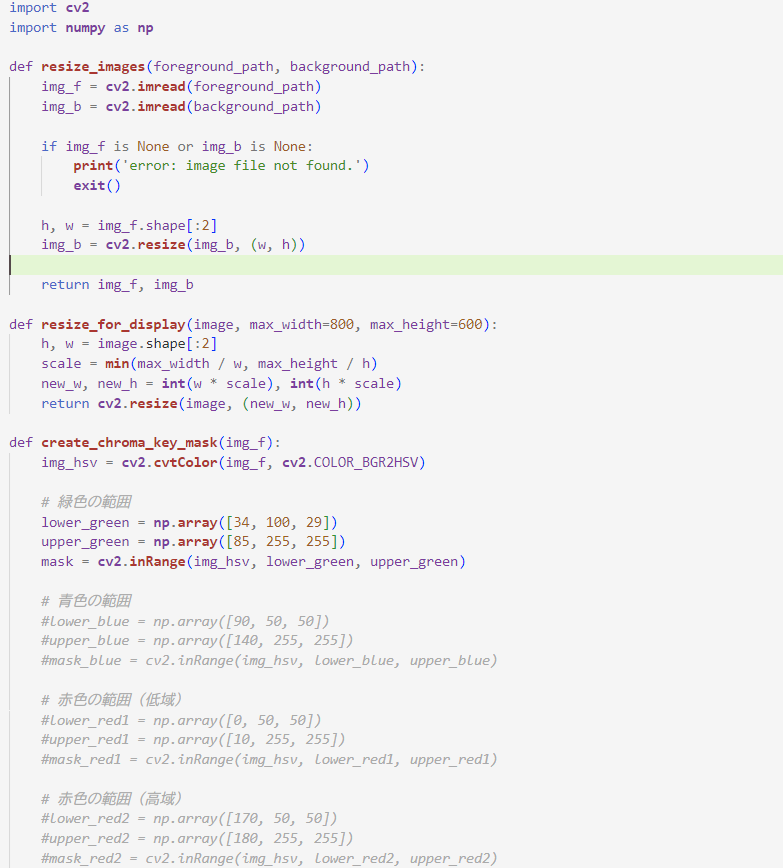 import cv2
import numpy as np

def resize_images(foreground_path, background_path):
    img_f = cv2.imread(foreground_path)
    img_b = cv2.imread(background_path)

    if img_f is None or img_b is None:
        print('error: image file not found.')
        exit()

    h, w = img_f.shape[:2]
    img_b = cv2.resize(img_b, (w, h))

    return img_f, img_b

def resize_for_display(image, max_width=800, max_height=600):
    h, w = image.shape[:2]
    scale = min(max_width / w, max_height / h)
    new_w, new_h = int(w * scale), int(h * scale)
    return cv2.resize(image, (new_w, new_h))

def create_chroma_key_mask(img_f):
    img_hsv = cv2.cvtColor(img_f, cv2.COLOR_BGR2HSV)

    # 緑色の範囲
    lower_green = np.array([34, 100, 29])
    upper_green = np.array([85, 255, 255])
    mask = cv2.inRange(img_hsv, lower_green, upper_green)

    # 青色の範囲
    #lower_blue = np.array([90, 50, 50])
    #upper_blue = np.array([140, 255, 255])
    #mask_blue = cv2.inRange(img_hsv, lower_blue, upper_blue)

    # 赤色の範囲（低域）
    #lower_red1 = np.array([0, 50, 50])
    #upper_red1 = np.array([10, 255, 255])
    #mask_red1 = cv2.inRange(img_hsv, lower_red1, upper_red1)

    # 赤色の範囲（高域）
    #lower_red2 = np.array([170, 50, 50])
    #upper_red2 = np.array([180, 255, 255])
    #mask_red2 = cv2.inRange(img_hsv, lower_red2, upper_red2)